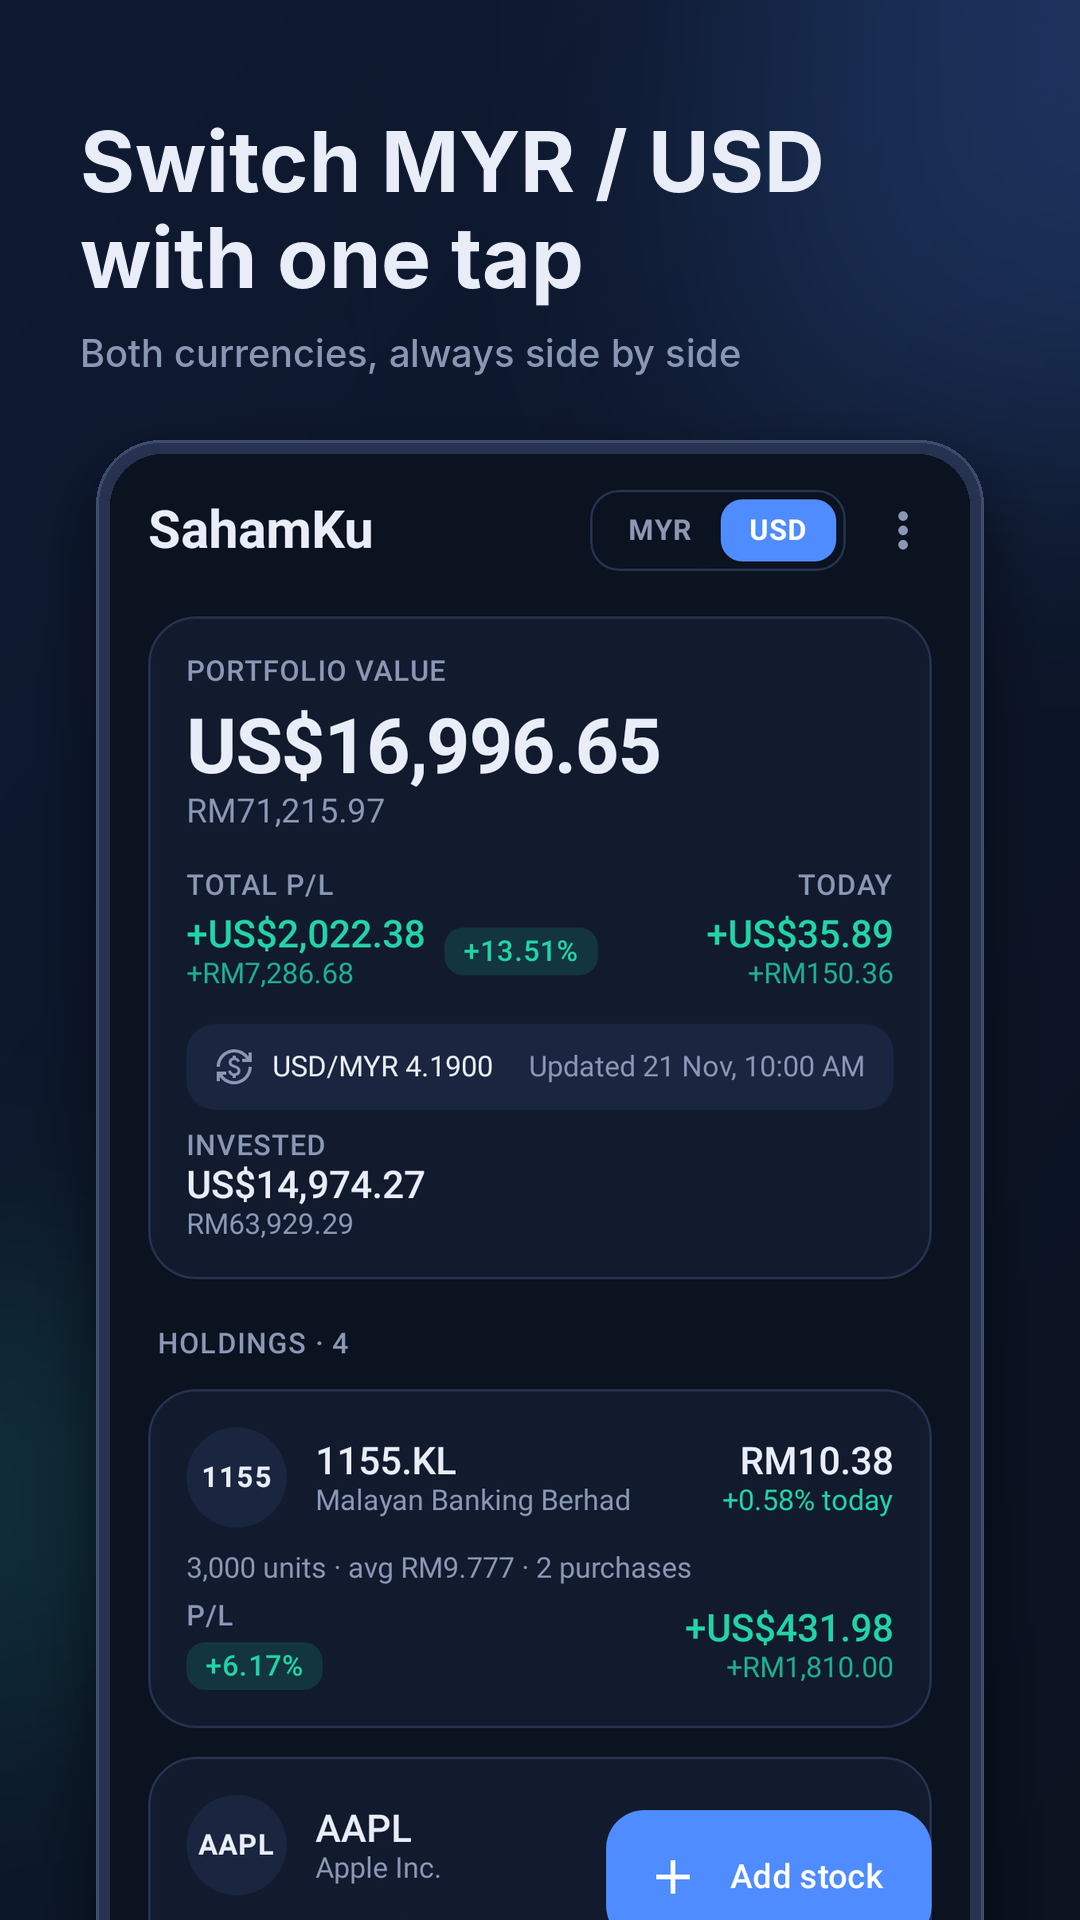 Switch MYR / USD
with one tap
Both currencies, always side by side
SahamKu
MYR USD
PORTFOLIO VALUE
US$16,996.65
RM71,215.97
TOTAL P/L TODAY
+US$2,022.38 +13.51% +US$35.89
+RM7,286.68 +RM150.36
USD/MYR 4.1900 Updated 21 Nov, 10:00 AM
INVESTED
US$14,974.27
RM63,929.29
HOLDINGS · 4
1155 1155.KL RM10.38
Malayan Banking Berhad +0.58% today
3,000 units · avg RM9.777 · 2 purchases
P/L +US$431.98
+6.17% +RM1,810.00
AAPL AAPL
Apple Inc.
+ Add stock